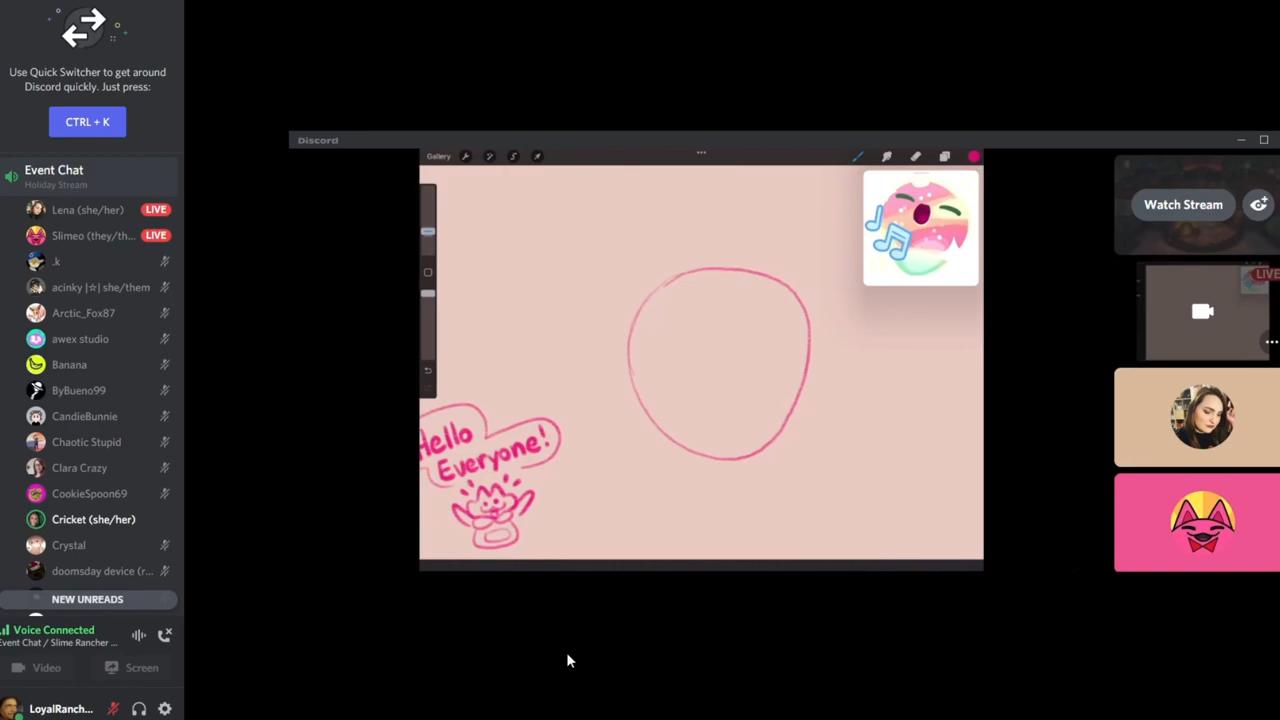 Use Quick Switcher to get around
Discord quickly. Just press:
CTRL + K
Event Chat
Holiday Stream
Lena (she/her) LIVE
Slimeo (they/th... LIVE
.k
acinky |☆| she/them
Arctic_Fox87
awex studio
Banana
ByBueno99
CandieBunnie
Chaotic Stupid
Clara Crazy
CookieSpoon69
Cricket (she/her)
Crystal
doomsday device (r...
NEW UNREADS
Voice Connected
Event Chat / Slime Rancher ...
Video Screen
LoyalRanch...
Discord
Gallery
Hello
Everyone!
Watch Stream
LIVE